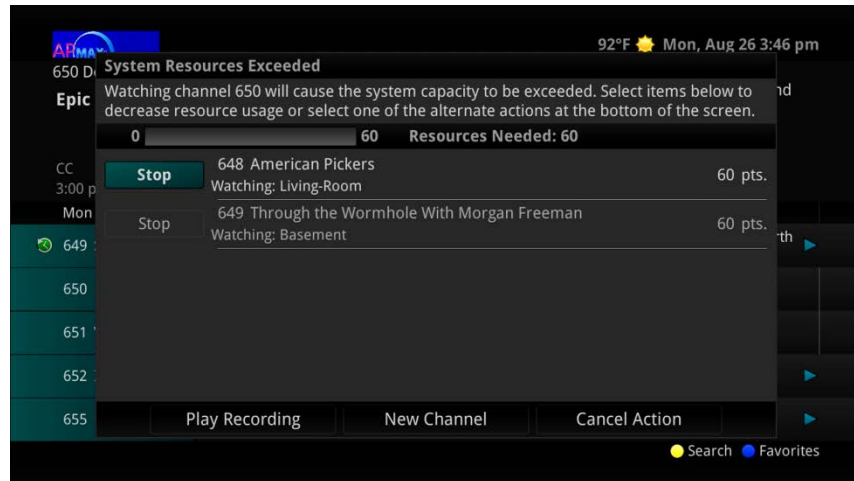 ARMAX
92°F Mon, Aug 26 3:46 pm
650
System Resources Exceeded
Epic
Watching channel 650 will cause the system capacity to be exceeded. Select items below to
decrease resource usage or select one of the alternate actions at the bottom of the screen.
0 60 Resources Needed: 60
CC
3:00 p
Stop 648 American Pickers 60 pts.
Watching: Living-Room
Mon
Stop 649 Through the Wormhole With Morgan Freeman 60 pts.
Watching: Basement
649
650
651
652
655
Play Recording New Channel Cancel Action
Search Favorites